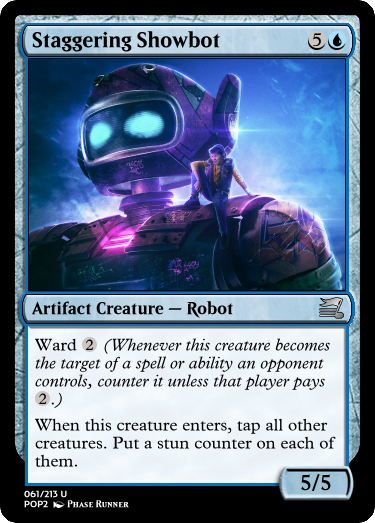 Staggering Showbot 5
Artifact Creature — Robot
Ward 2 (Whenever this creature becomes
the target of a spell or ability an opponent
controls, counter it unless that player pays
2.)
When this creature enters, tap all other
creatures. Put a stun counter on each of
them.
5/5
061/213 U
POP2 Phase Runner